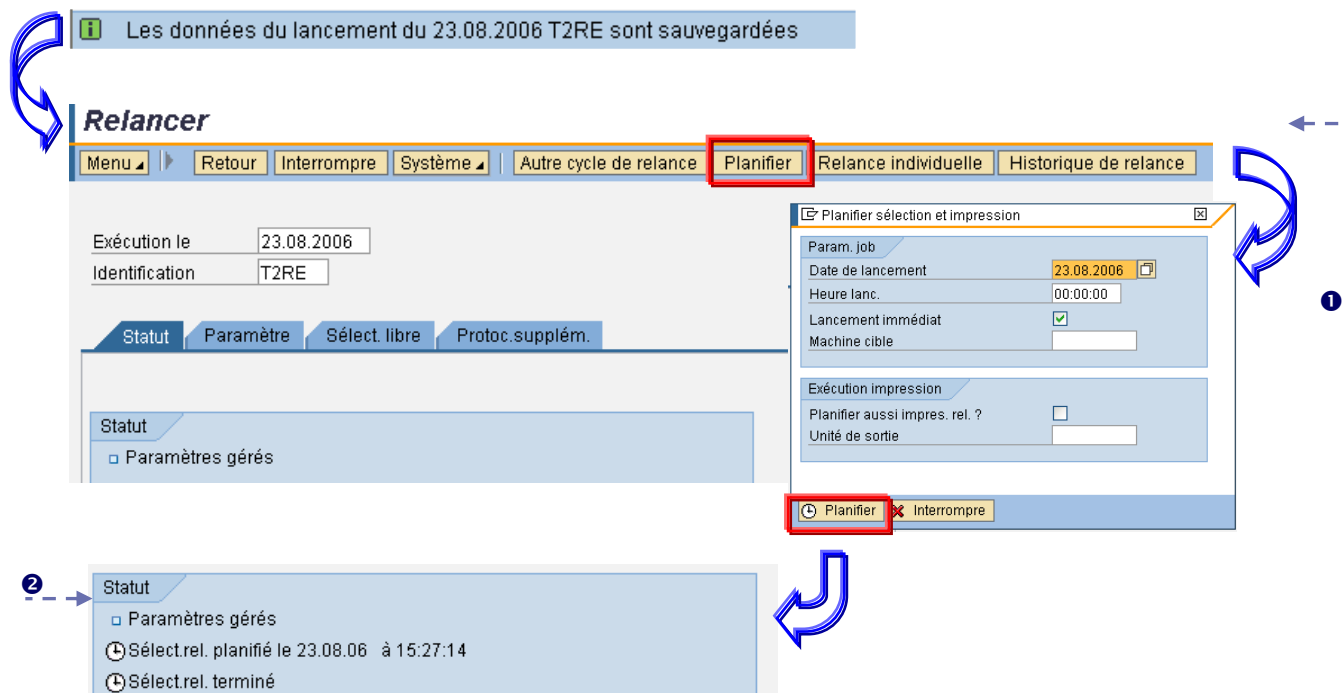 Les données du lancement du 23.08.2006 T2RE sont sauvegardées
Relancer
Menu Retour Interrompre Système Autre cycle de relance Planifier Relance individuelle Historique de relance
Exécution le 23.08.2006
Identification T2RE
Statut Paramètre Sélect. libre Protoc.supplém.
Statut
Paramètres gérés
Planifier sélection et impression
Param. job
Date de lancement 23.08.2006
Heure lanc. 00:00:00
Lancement immédiat
Machine cible
Exécution impression
Planifier aussi impres. rel. ?
Unité de sortie
Planifier Interrompre
❶
❷
Statut
Paramètres gérés
Sélect.rel. planifié le 23.08.06 à 15:27:14
Sélect.rel. terminé